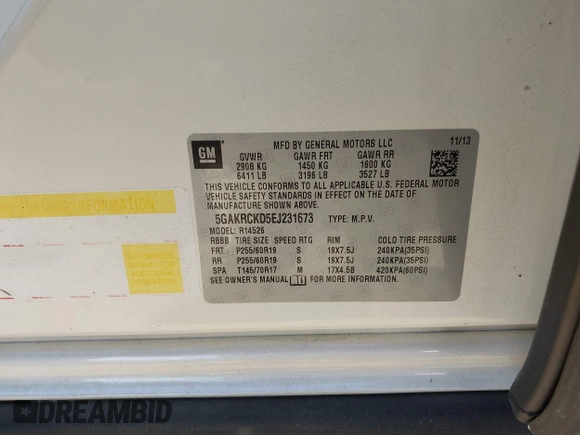 GM
MFD BY GENERAL MOTORS LLC
11/13
GVWR GAWR FRT GAWR RR
2908 KG 1450 KG 1600 KG
6411 LB 3196 LB 3527 LB
THIS VEHICLE CONFORMS TO ALL APPLICABLE U.S. FEDERAL MOTOR
VEHICLE SAFETY STANDARDS IN EFFECT ON THE DATE OF
MANUFACTURE SHOWN ABOVE.
5GAKRCKD5EJ231673 TYPE: M.P.V.
MODEL: R14526
RBBB TIRE SIZE SPEED RTG RIM COLD TIRE PRESSURE
FRT P255/60R19 S 19X7.5J 240KPA(35PSI)
RR P255/60R19 S 19X7.5J 240KPA(35PSI)
SPA T145/70R17 M 17X4.5B 420KPA(60PSI)
SEE OWNER'S MANUAL FOR MORE INFORMATION.
INFORMATION
DREAMBID